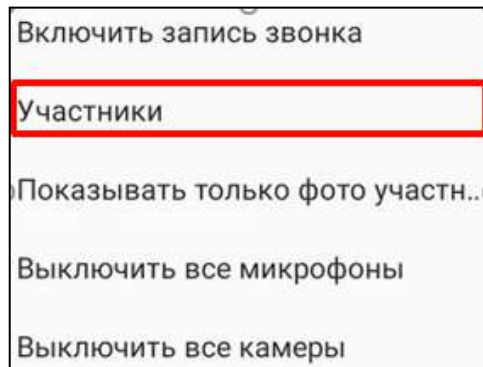 Включить запись звонка
Участники
Показывать только фото участн..
Выключить все микрофоны
Выключить все камеры